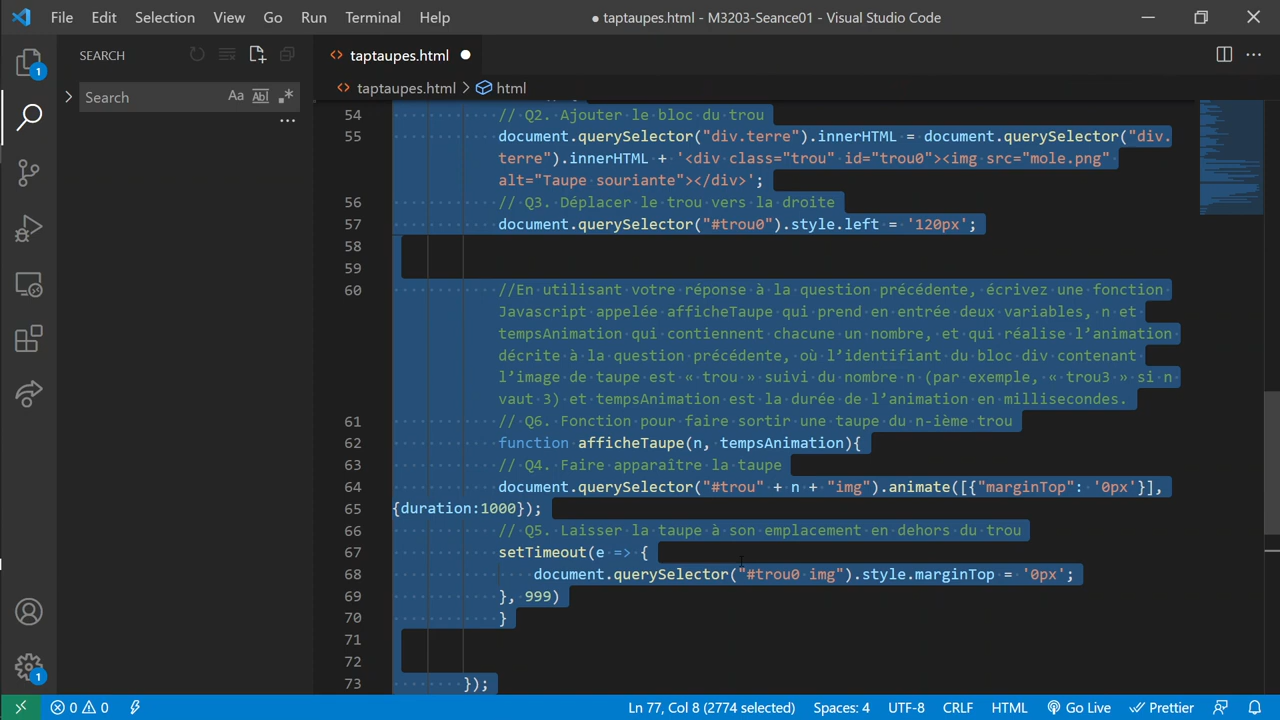 File Edit Selection View Go Run Terminal Help
● taptaupes.html - M3203-Seance01 - Visual Studio Code
SEARCH
Search
Aa Abl .*
1
1
taptaupes.html
taptaupes.html > html
54 // Q2. Ajouter le bloc du trou
55 document.querySelector("div.terre").innerHTML = document.querySelector("div.
terre").innerHTML + '<div class="trou" id="trou0"><img src="mole.png"
alt="Taupe souriante"></div>';
56 // Q3. Déplacer le trou vers la droite
57 document.querySelector("#trou0").style.left = '120px';
58
59
60 //En utilisant votre réponse à la question précédente, écrivez une fonction
Javascript appelée afficheTaupe qui prend en entrée deux variables, n et
tempsAnimation qui contiennent chacune un nombre, et qui réalise l’animation
décrite à la question précédente, où l’identifiant du bloc div contenant
l’image de taupe est « trou » suivi du nombre n (par exemple, « trou3 » si n
vaut 3) et tempsAnimation est la durée de l’animation en millisecondes.
61 // Q6. Fonction pour faire sortir une taupe du n-ième trou
62 function afficheTaupe(n, tempsAnimation){
63 // Q4. Faire apparaître la taupe
64 document.querySelector("#trou" + n + "img").animate([{"marginTop": '0px'}],
65 {duration:1000});
66 // Q5. Laisser la taupe à son emplacement en dehors du trou
67 setTimeout(e => {
68 document.querySelector("#trou0 img").style.marginTop = '0px';
69 }, 999)
70 }
71
72
73 });
0 0 Ln 77, Col 8 (2774 selected) Spaces: 4 UTF-8 CRLF HTML Go Live Prettier